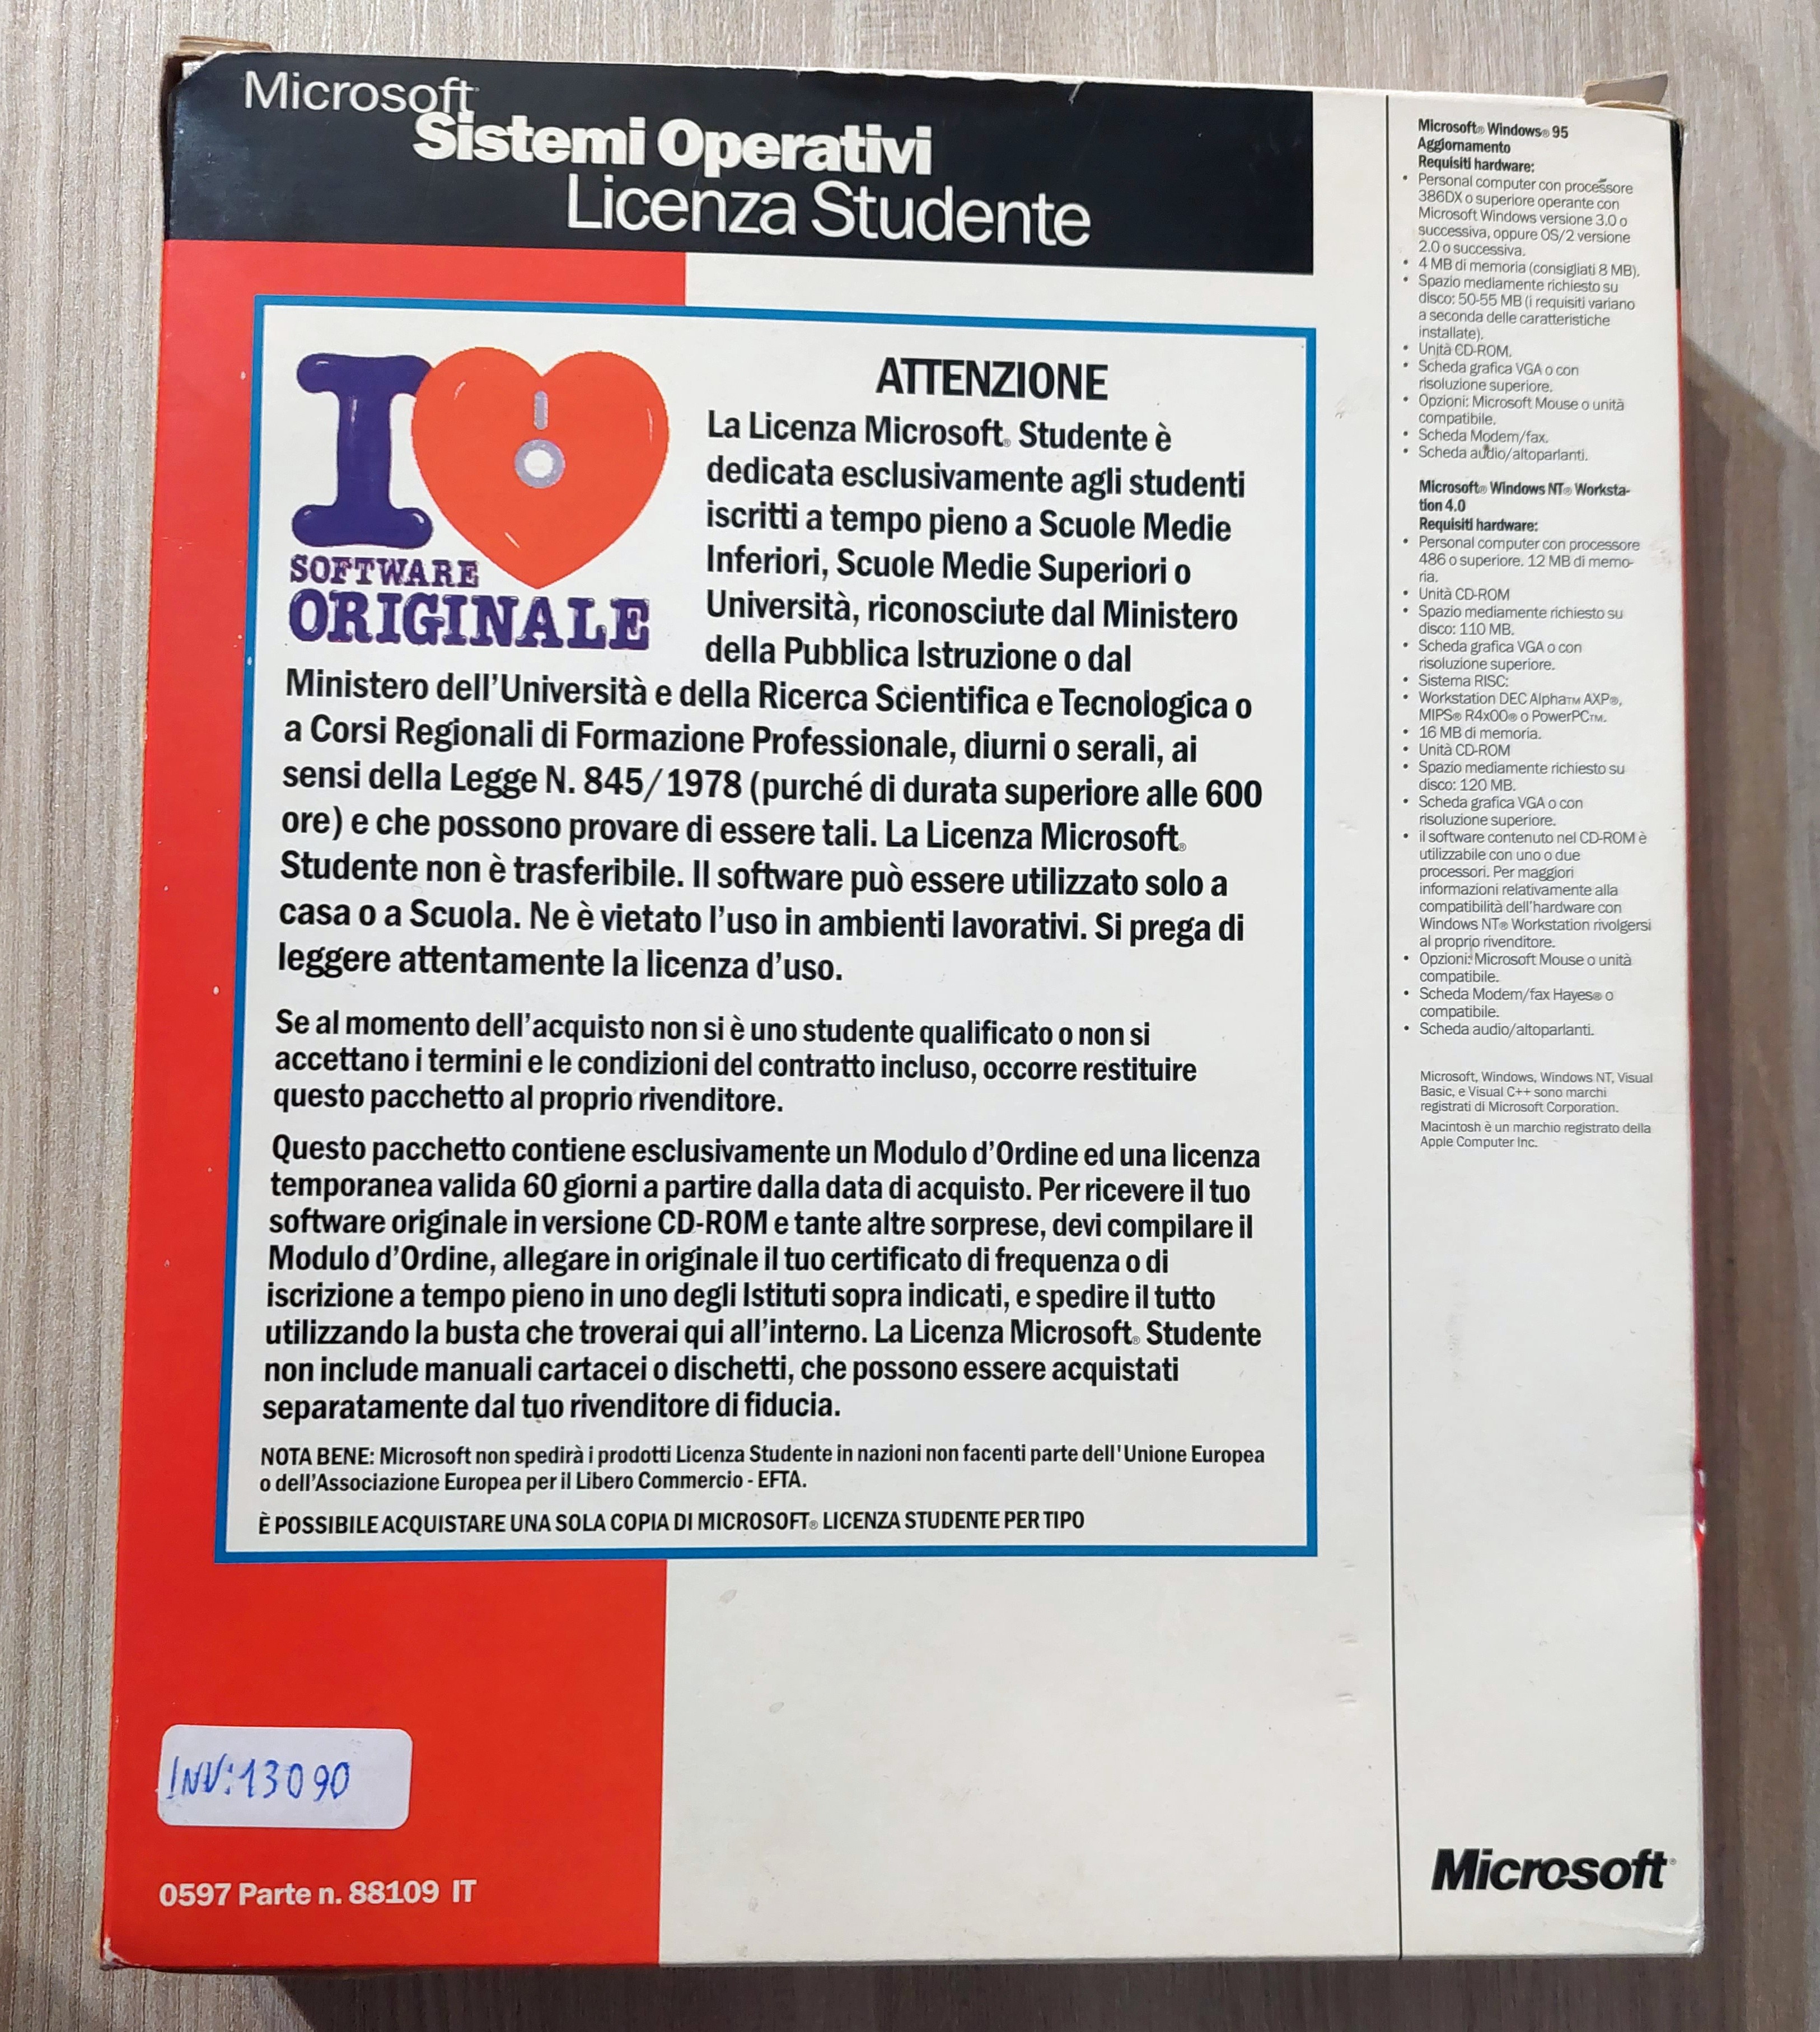 Microsoft
Sistemi Operativi
Licenza Studente
I
SOFTWARE
ORIGINALE
ATTENZIONE
La Licenza Microsoft® Studente è
dedicata esclusivamente agli studenti
iscritti a tempo pieno a Scuole Medie
Inferiori, Scuole Medie Superiori o
Università, riconosciute dal Ministero
della Pubblica Istruzione o dal
Ministero dell'Università e della Ricerca Scientifica e Tecnologica o
a Corsi Regionali di Formazione Professionale, diurni o serali, ai
sensi della Legge N. 845/1978 (purché di durata superiore alle 600
ore) e che possono provare di essere tali. La Licenza Microsoft®
Studente non è trasferibile. Il software può essere utilizzato solo a
casa o a Scuola. Ne è vietato l'uso in ambienti lavorativi. Si prega di
leggere attentamente la licenza d'uso.
Se al momento dell'acquisto non si è uno studente qualificato o non si
accettano i termini e le condizioni del contratto incluso, occorre restituire
questo pacchetto al proprio rivenditore.
Questo pacchetto contiene esclusivamente un Modulo d'Ordine ed una licenza
temporanea valida 60 giorni a partire dalla data di acquisto. Per ricevere il tuo
software originale in versione CD-ROM e tante altre sorprese, devi compilare il
Modulo d'Ordine, allegare in originale il tuo certificato di frequenza o di
iscrizione a tempo pieno in uno degli Istituti sopra indicati, e spedire il tutto
utilizzando la busta che troverai qui all'interno. La Licenza Microsoft® Studente
non include manuali cartacei o dischetti, che possono essere acquistati
separatamente dal tuo rivenditore di fiducia.
NOTA BENE: Microsoft non spedirà i prodotti Licenza Studente in nazioni non facenti parte dell'Unione Europea
o dell'Associazione Europea per il Libero Commercio - EFTA.
È POSSIBILE ACQUISTARE UNA SOLA COPIA DI MICROSOFT® LICENZA STUDENTE PER TIPO
INV:13090
0597 Parte n. 88109 IT
Microsoft® Windows® 95
Aggiornamento
Requisiti hardware:
• Personal computer con processore
386DX o superiore operante con
Microsoft Windows versione 3.0 o
successiva, oppure OS/2 versione
2.0 o successiva.
• 4 MB di memoria (consigliati 8 MB).
• Spazio mediamente richiesto su
disco: 50-55 MB (i requisiti variano
a seconda delle caratteristiche
installate).
• Unità CD-ROM.
• Scheda grafica VGA o con
risoluzione superiore.
• Opzioni: Microsoft Mouse o unità
compatibile.
• Scheda Modem/fax.
• Scheda audio/altoparlanti.
Microsoft® Windows NT® Worksta-
tion 4.0
Requisiti hardware:
• Personal computer con processore
486 o superiore. 12 MB di memo-
ria.
• Unità CD-ROM
• Spazio mediamente richiesto su
disco: 110 MB.
• Scheda grafica VGA o con
risoluzione superiore.
• Sistema RISC:
• Workstation DEC Alpha™ AXP®,
MIPS® R4x00® o PowerPC™.
• 16 MB di memoria.
• Unità CD-ROM
• Spazio mediamente richiesto su
disco: 120 MB.
• Scheda grafica VGA o con
risoluzione superiore.
• il software contenuto nel CD-ROM è
utilizzabile con uno o due
processori. Per maggiori
informazioni relativamente alla
compatibilità dell'hardware con
Windows NT® Workstation rivolgersi
al proprio rivenditore.
• Opzioni: Microsoft Mouse o unità
compatibile.
• Scheda Modem/fax Hayes® o
compatibile.
• Scheda audio/altoparlanti.
Microsoft, Windows, Windows NT, Visual
Basic, e Visual C++ sono marchi
registrati di Microsoft Corporation.
Macintosh è un marchio registrato della
Apple Computer Inc.
Microsoft®